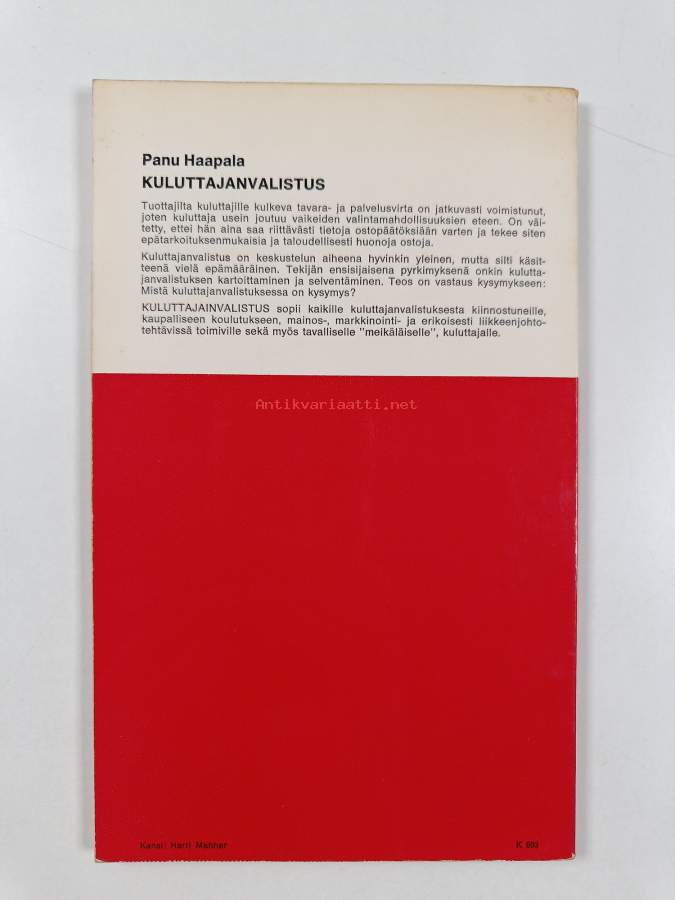 Panu Haapala
KULUTTAJANVALISTUS
Tuottajilta kuluttajille kulkeva tavara- ja palvelusvirta on jatkuvasti voimistunut,
joten kuluttaja usein joutuu vaikeiden valintamahdollisuuksien eteen. On väi-
tetty, ettei hän aina saa riittävästi tietoja ostopäätöksiään varten ja tekee siten
epätarkoituksenmukaisia ja taloudellisesti huonoja ostoja.
Kuluttajanvalistus on keskustelun aiheena hyvinkin yleinen, mutta silti käsit-
teenä vielä epämääräinen. Tekijän ensisijaisena pyrkimyksenä onkin kulutta-
janvalistuksen kartoittaminen ja selventäminen. Teos on vastaus kysymykseen:
Mistä kuluttajanvalistuksessa on kysymys?
KULUTTAJAINVALISTUS sopii kaikille kuluttajanvalistuksesta kiinnostuneille,
kaupalliseen koulutukseen, mainos-, markkinointi- ja erikoisesti liikkeenjohto-
tehtävissä toimiville sekä myös tavalliselle "meikäläiselle", kuluttajalle.
Antikvariaatti.net
Kansi: Harri Manner
K